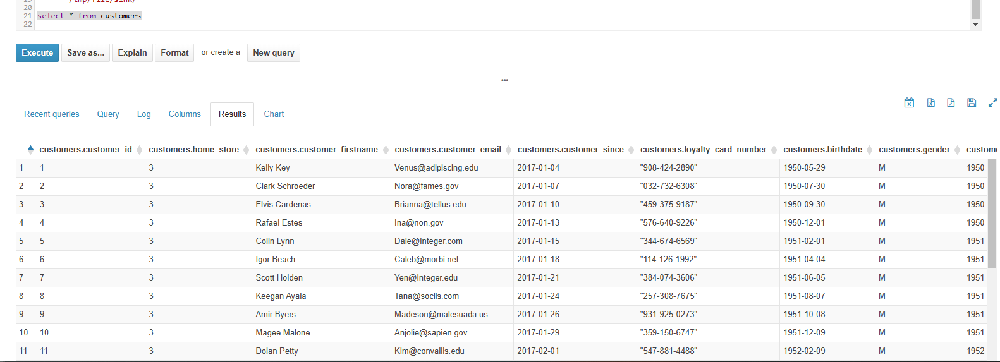 19 /tmp/file/sink/
20
21 select * from customers
22
Execute Save as... Explain Format or create a New query
...
Recent queries Query Log Columns Results Chart
customers.customer_id customers.home_store customers.customer_firstname customers.customer_email customers.customer_since customers.loyalty_card_number customers.birthdate customers.gender custome
1 1 3 Kelly Key Venus@adipiscing.edu 2017-01-04 "908-424-2890" 1950-05-29 M 1950
2 2 3 Clark Schroeder Nora@fames.gov 2017-01-07 "032-732-6308" 1950-07-30 M 1950
3 3 3 Elvis Cardenas Brianna@tellus.edu 2017-01-10 "459-375-9187" 1950-09-30 M 1950
4 4 3 Rafael Estes Ina@non.gov 2017-01-13 "576-640-9226" 1950-12-01 M 1950
5 5 3 Colin Lynn Dale@Integer.com 2017-01-15 "344-674-6569" 1951-02-01 M 1951
6 6 3 Igor Beach Caleb@morbi.net 2017-01-18 "114-126-1992" 1951-04-04 M 1951
7 7 3 Scott Holden Yen@Integer.edu 2017-01-21 "384-074-3606" 1951-06-05 M 1951
8 8 3 Keegan Ayala Tana@sociis.com 2017-01-24 "257-308-7675" 1951-08-07 M 1951
9 9 3 Amir Byers Madeson@malesuada.us 2017-01-26 "931-925-0273" 1951-10-08 M 1951
10 10 3 Magee Malone Anjolie@sapien.gov 2017-01-29 "359-150-6747" 1951-12-09 M 1951
11 11 3 Dolan Petty Kim@convallis.edu 2017-02-01 "547-881-4488" 1952-02-09 M 1952